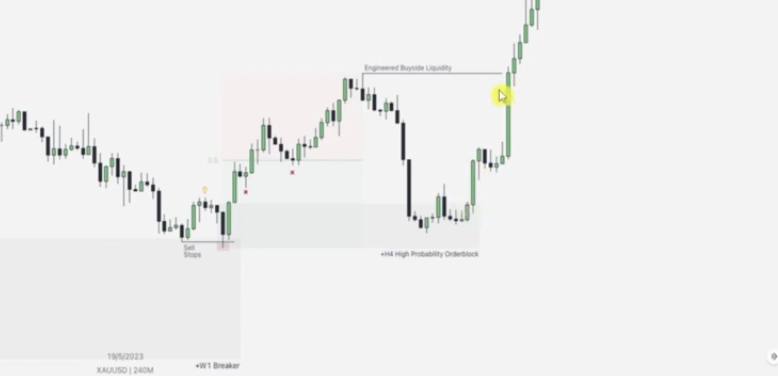 Engineered Buyside Liquidity
0.5
Sell
Stops
+H4 High Probability Orderblock
19/5/2023
XAUUSD | 240M
+W1 Breaker